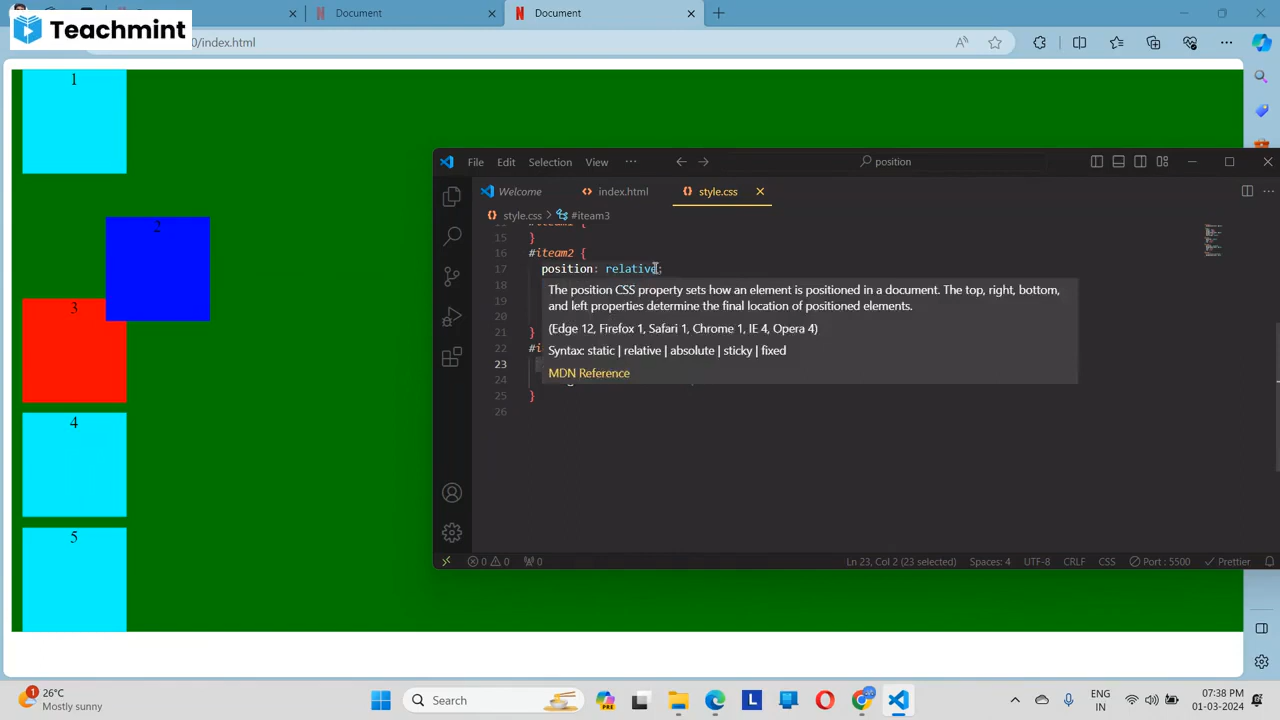 Document
Document
Teachmint
0/index.html
1
2
3
4
5
File Edit Selection View ··· position
Welcome index.html style.css
style.css > #iteam3
15 }
16 #iteam2 {
17 position: relative;
18 The position CSS property sets how an element is positioned in a document. The top, right, bottom,
19 and left properties determine the final location of positioned elements.
20 (Edge 12, Firefox 1, Safari 1, Chrome 1, IE 4, Opera 4)
21 } Syntax: static | relative | absolute | sticky | fixed
22 #i
23 MDN Reference
24
25 }
26
0 0 0 Ln 23, Col 2 (23 selected) Spaces: 4 UTF-8 CRLF CSS Port : 5500 Prettier
1 26°C
Mostly sunny
Search
PRE
L
ENG
IN
07:38 PM
01-03-2024